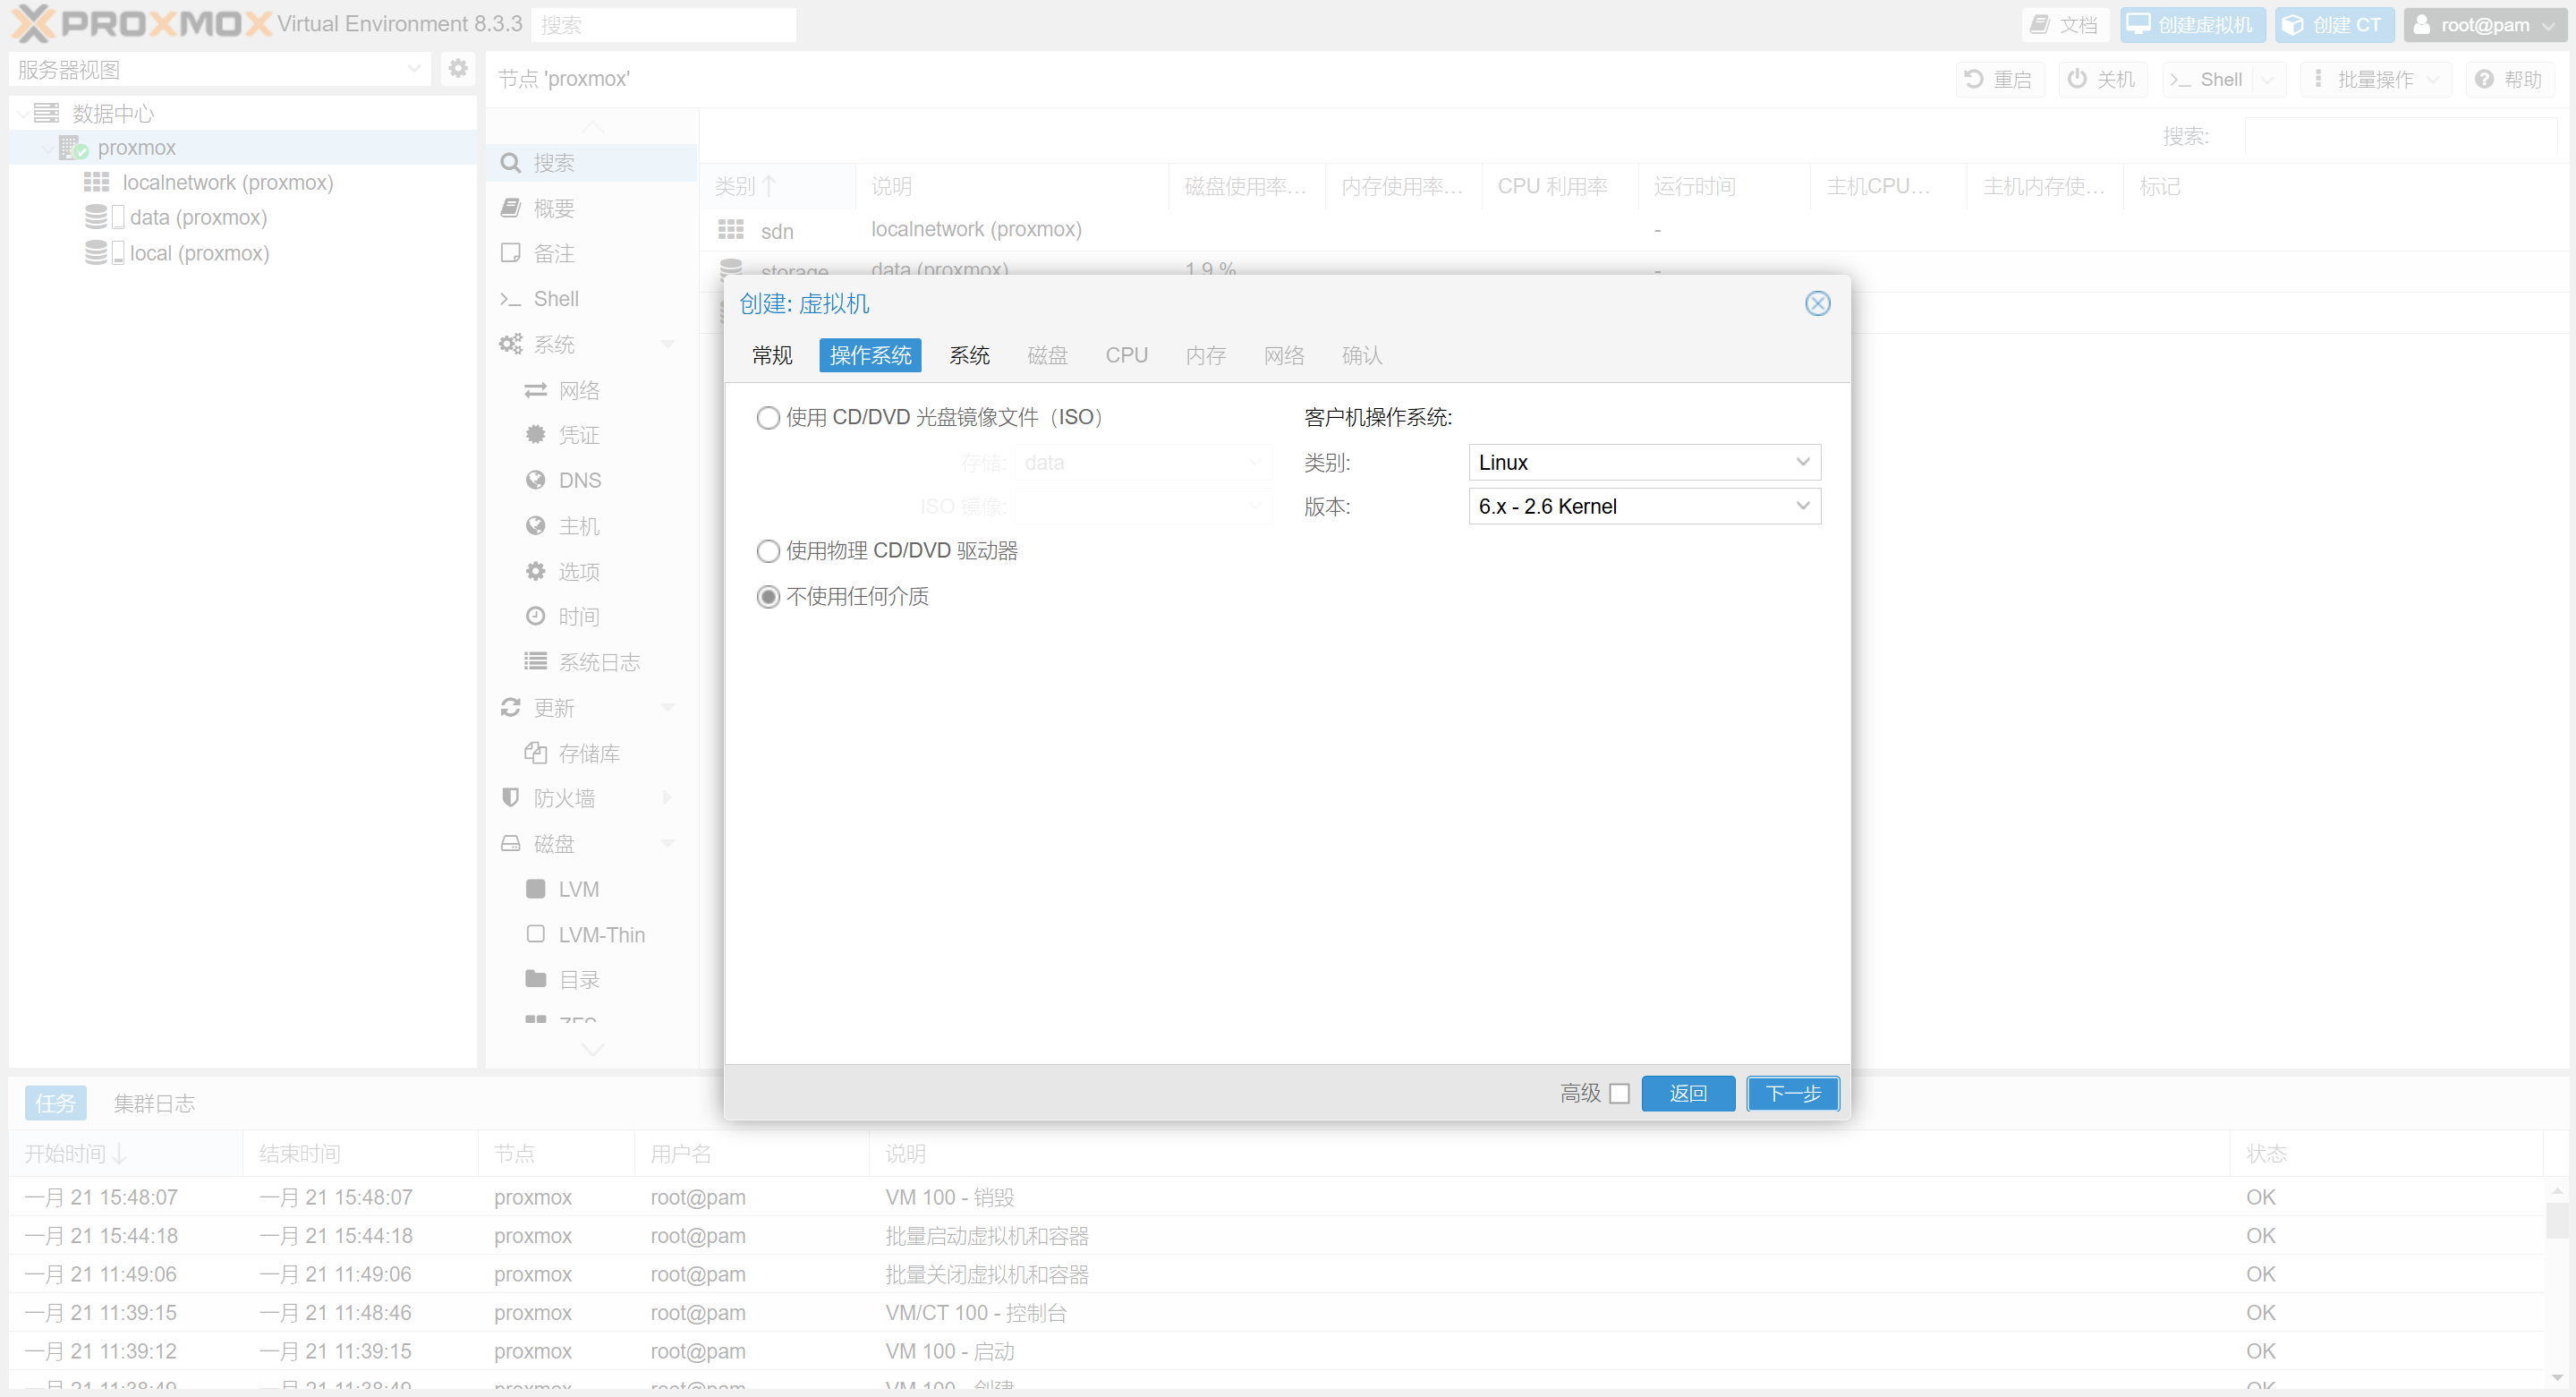 PROXMOX Virtual Environment 8.3.3 搜索 文档 创建虚拟机 创建 CT root@pam
服务器视图
节点 'proxmox' 重启 关机 Shell 批量操作 帮助
数据中心
proxmox
localnetwork (proxmox)
data (proxmox)
local (proxmox)
搜索
概要
备注
Shell
系统
网络
凭证
DNS
主机
选项
时间
系统日志
更新
存储库
防火墙
磁盘
LVM
LVM-Thin
目录
ZFS
搜索:
类别 说明 磁盘使用率... 内存使用率... CPU 利用率 运行时间 主机CPU... 主机内存使... 标记
sdn localnetwork (proxmox) -
storage data (proxmox) 1.9 % -
创建: 虚拟机
常规 操作系统 系统 磁盘 CPU 内存 网络 确认
使用 CD/DVD 光盘镜像文件（ISO）
存储: data
ISO 镜像:
使用物理 CD/DVD 驱动器
不使用任何介质
客户机操作系统:
类别: Linux
版本: 6.x - 2.6 Kernel
高级 返回 下一步
任务 集群日志
开始时间 结束时间 节点 用户名 说明 状态
一月 21 15:48:07 一月 21 15:48:07 proxmox root@pam VM 100 - 销毁 OK
一月 21 15:44:18 一月 21 15:44:18 proxmox root@pam 批量启动虚拟机和容器 OK
一月 21 11:49:06 一月 21 11:49:06 proxmox root@pam 批量关闭虚拟机和容器 OK
一月 21 11:39:15 一月 21 11:48:46 proxmox root@pam VM/CT 100 - 控制台 OK
一月 21 11:39:12 一月 21 11:39:15 proxmox root@pam VM 100 - 启动 OK
一月 21 11:38:49 一月 21 11:38:49 proxmox root@pam VM 100 - 创建 OK